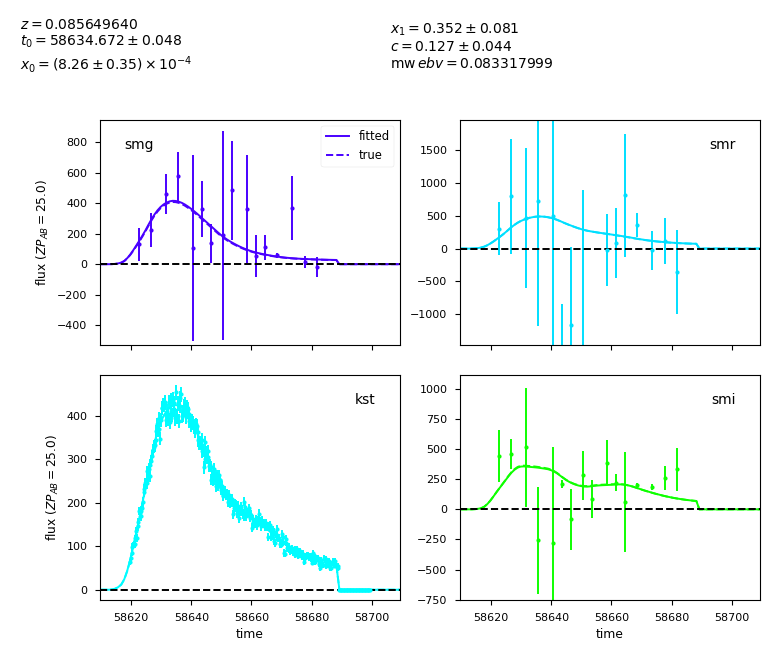 z = 0.085649640
t₀ = 58634.672 ± 0.048
x₀ = (8.26 ± 0.35) × 10⁻⁴
x₁ = 0.352 ± 0.081
c = 0.127 ± 0.044
mw ebv = 0.083317999
smg
fitted
true
800
600
400
200
0
−200
−400
flux (ZP_AB = 25.0)
smr
1500
1000
500
0
−500
−1000
kst
400
300
200
100
0
flux (ZP_AB = 25.0)
58620 58640 58660 58680 58700
time
smi
1000
750
500
250
0
−250
−500
−750
58620 58640 58660 58680 58700
time